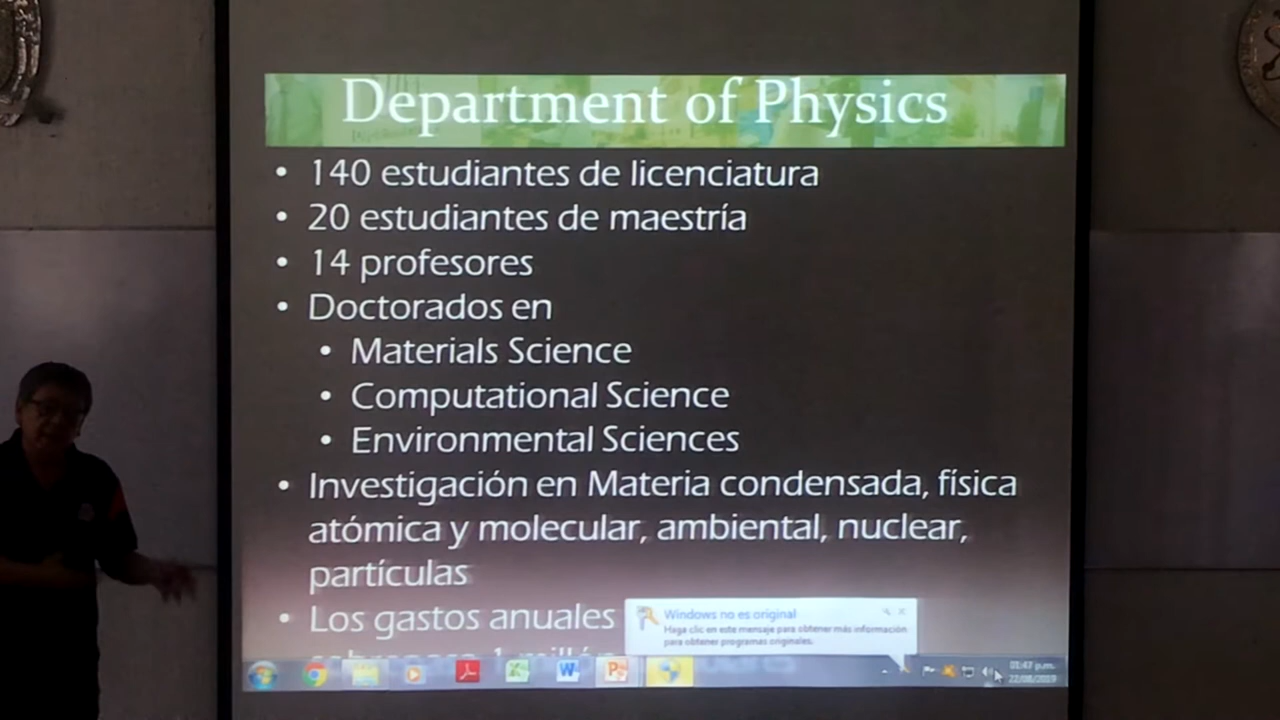 Department of Physics
• 140 estudiantes de licenciatura
• 20 estudiantes de maestría
• 14 profesores
• Doctorados en
• Materials Science
• Computational Science
• Environmental Sciences
• Investigación en Materia condensada, física
atómica y molecular, ambiental, nuclear,
partículas
• Los gastos anuales
Windows no es original
Haga clic en este mensaje para obtener más información
para obtener programas originales.
01:47 p.m.
22/08/2019